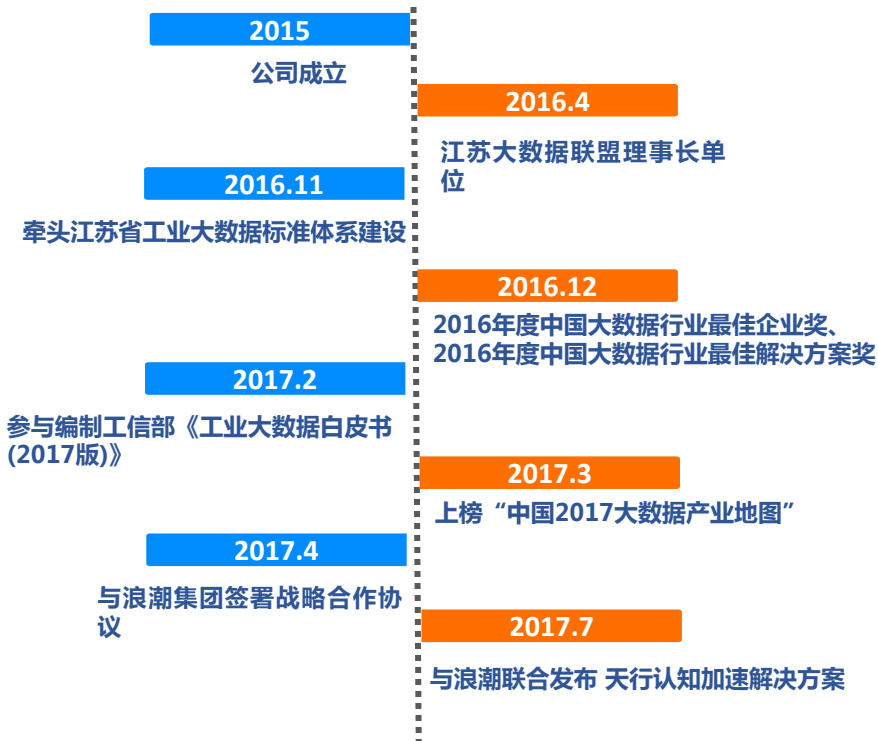 2015
公司成立
2016.4
江苏大数据联盟理事长单
位
2016.11
牵头江苏省工业大数据标准体系建设
2016.12
2016年度中国大数据行业最佳企业奖、
2016年度中国大数据行业最佳解决方案奖
2017.2
参与编制工信部《工业大数据白皮书
(2017版)》
2017.3
上榜“中国2017大数据产业地图”
2017.4
与浪潮集团签署战略合作协
议
2017.7
与浪潮联合发布 天行认知加速解决方案